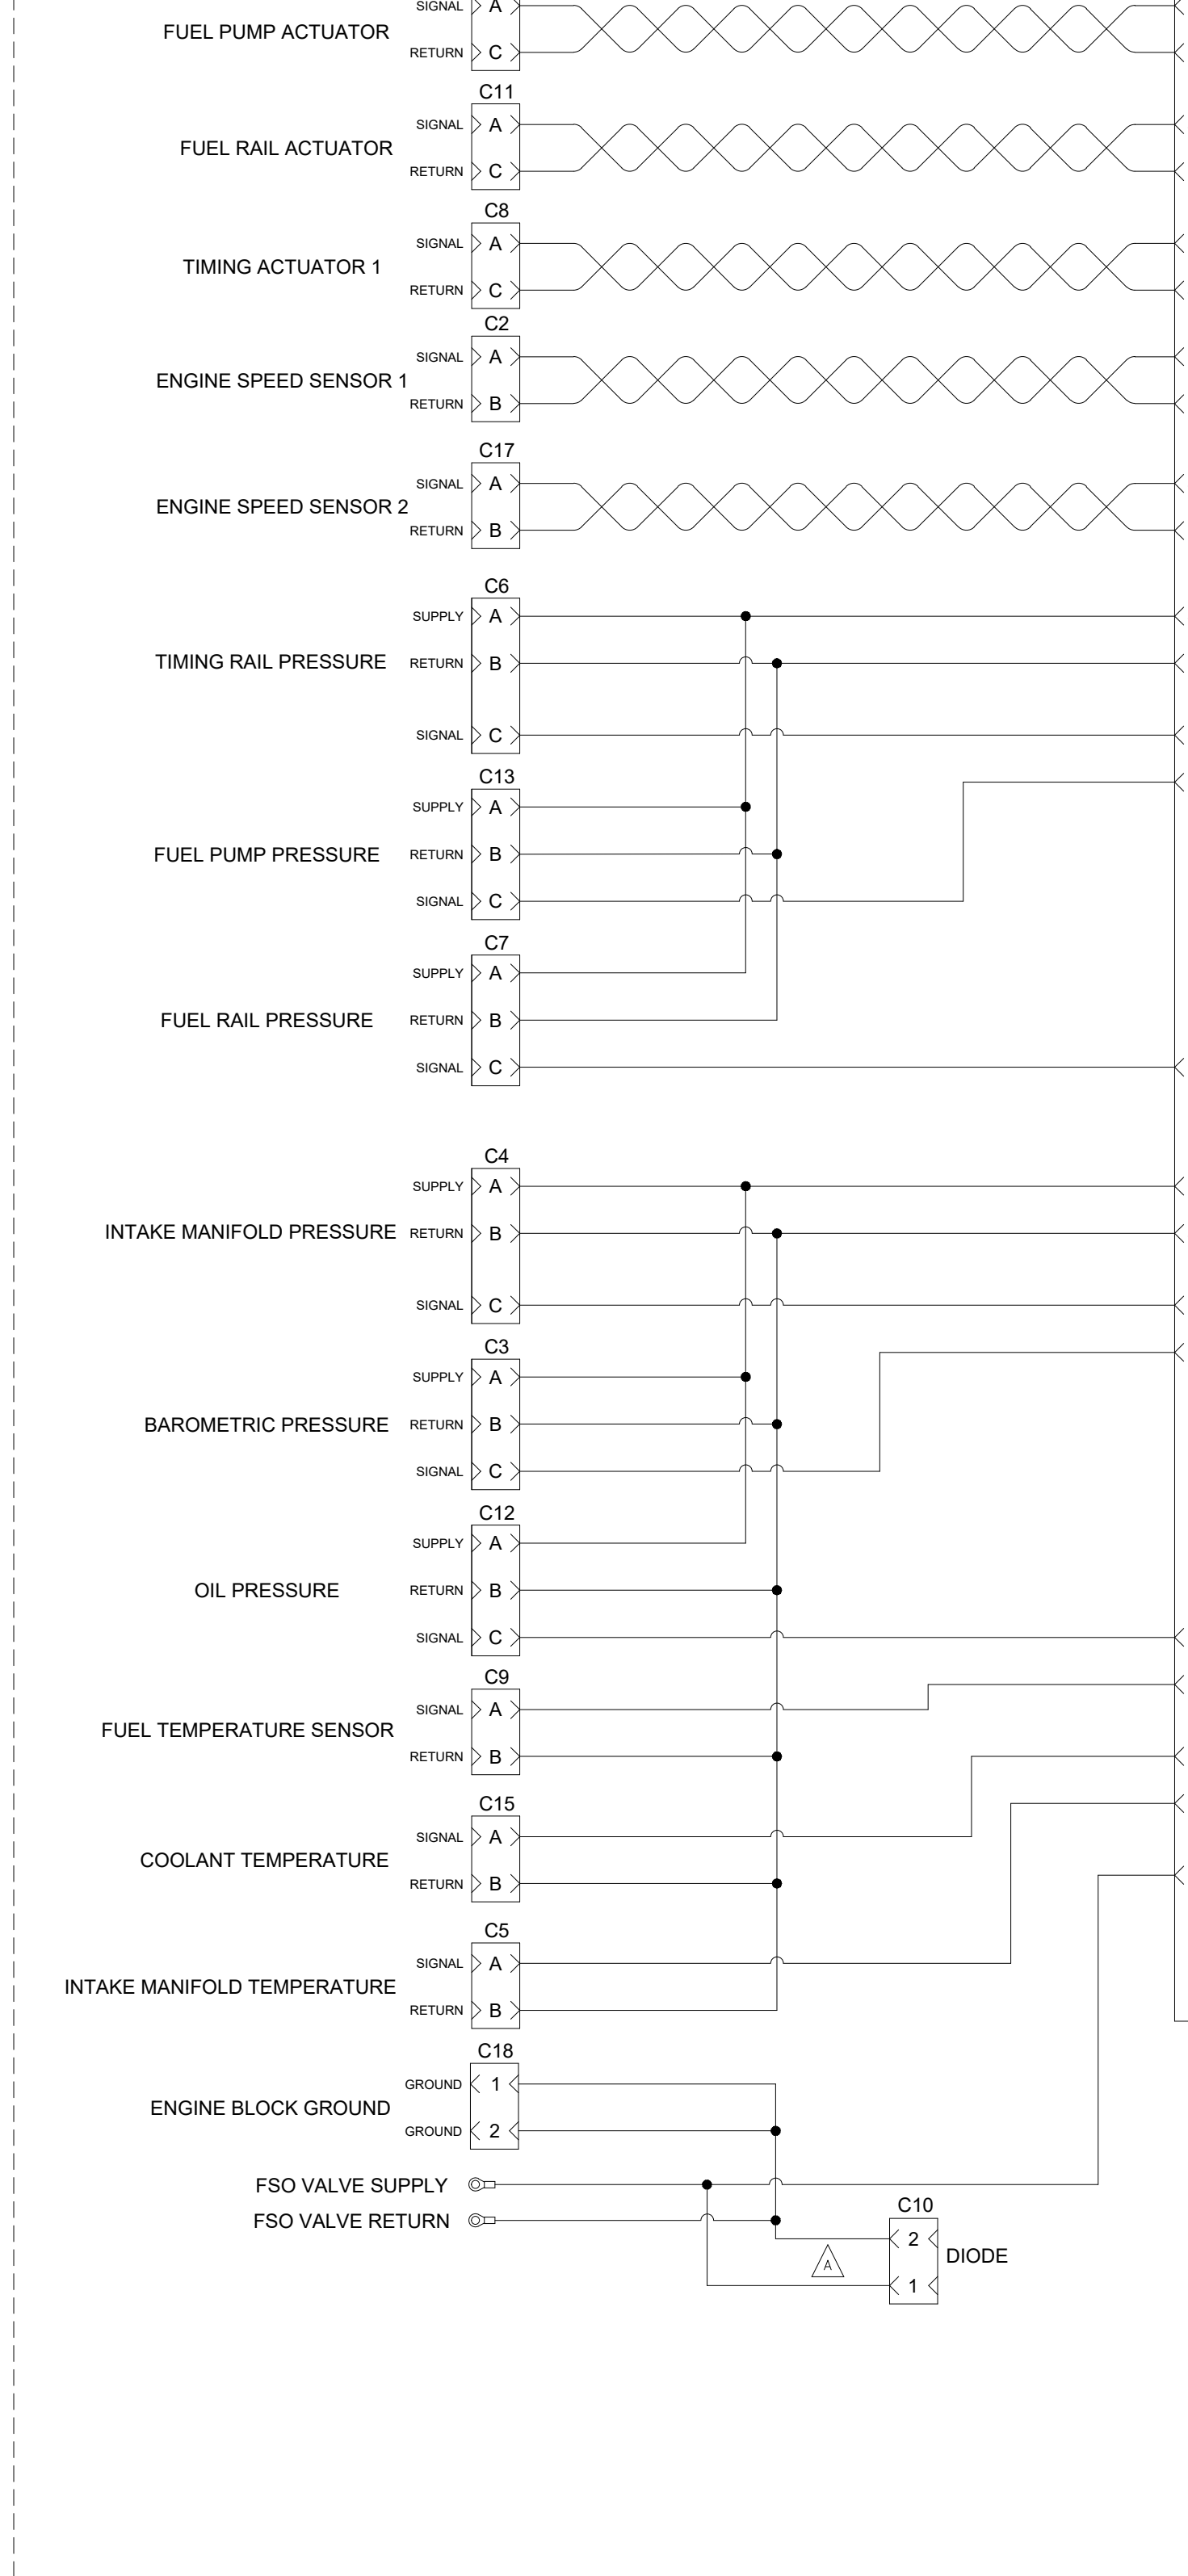 SIGNAL A
FUEL PUMP ACTUATOR
RETURN C
C11
SIGNAL A
FUEL RAIL ACTUATOR
RETURN C
C8
SIGNAL A
TIMING ACTUATOR 1
RETURN C
C2
SIGNAL A
ENGINE SPEED SENSOR 1
RETURN B
C17
SIGNAL A
ENGINE SPEED SENSOR 2
RETURN B
C6
SUPPLY A
TIMING RAIL PRESSURE RETURN B
SIGNAL C
C13
SUPPLY A
FUEL PUMP PRESSURE RETURN B
SIGNAL C
C7
SUPPLY A
FUEL RAIL PRESSURE RETURN B
SIGNAL C
C4
SUPPLY A
INTAKE MANIFOLD PRESSURE RETURN B
SIGNAL C
C3
SUPPLY A
BAROMETRIC PRESSURE RETURN B
SIGNAL C
C12
SUPPLY A
OIL PRESSURE RETURN B
SIGNAL C
C9
SIGNAL A
FUEL TEMPERATURE SENSOR
RETURN B
C15
SIGNAL A
COOLANT TEMPERATURE
RETURN B
C5
SIGNAL A
INTAKE MANIFOLD TEMPERATURE
RETURN B
C18
GROUND 1
ENGINE BLOCK GROUND
GROUND 2
FSO VALVE SUPPLY
C10
FSO VALVE RETURN
2
A DIODE
1